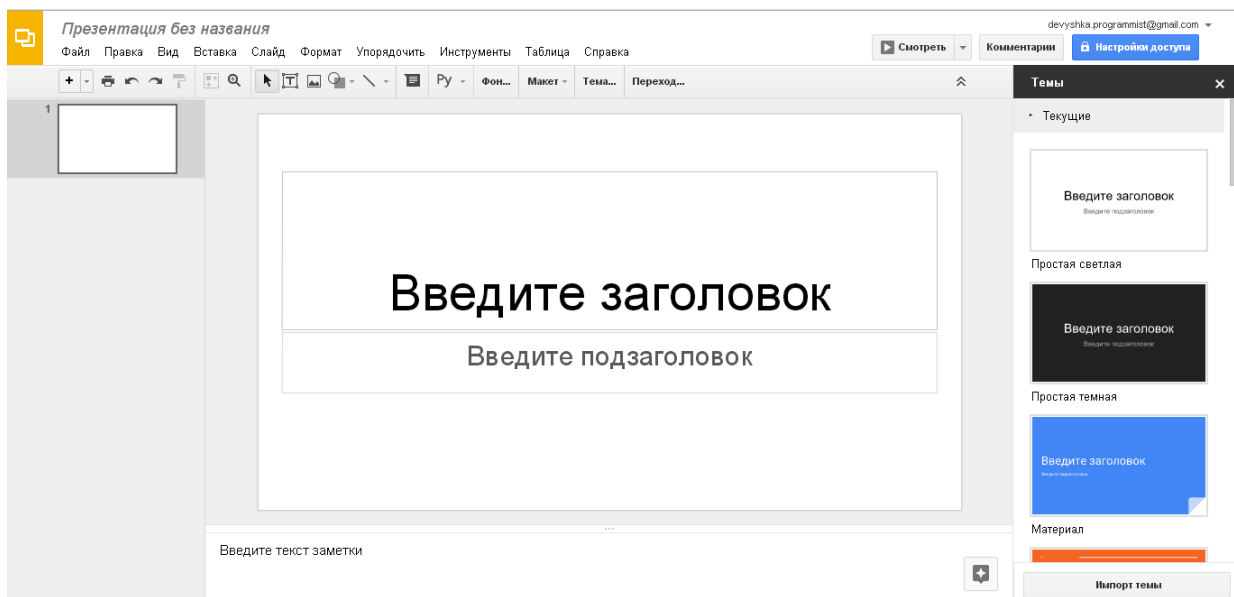 Презентация без названия
devyshka.programmist@gmail.com
Файл Правка Вид Вставка Слайд Формат Упорядочить Инструменты Таблица Справка
Смотреть Комментарии Настройки доступа
Ру Фон... Макет Тема... Переход...
1
Введите заголовок
Введите подзаголовок
Введите текст заметки
Темы
Текущие
Введите заголовок
Введите подзаголовок
Простая светлая
Введите заголовок
Введите подзаголовок
Простая темная
Введите заголовок
Введите подзаголовок
Материал
Импорт темы